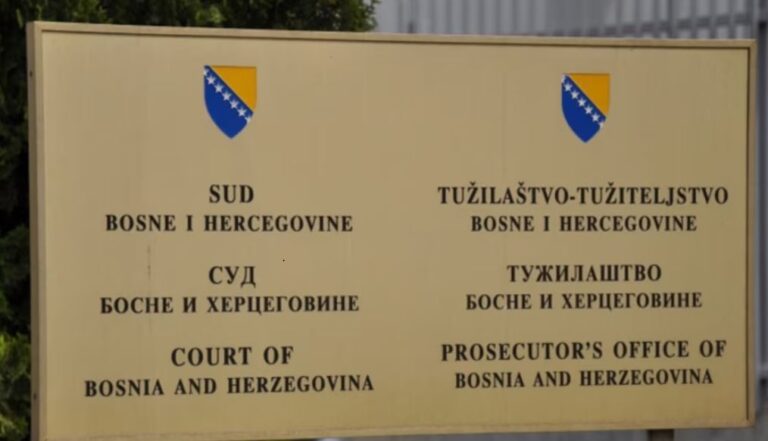 SUD
BOSNE I HERCEGOVINE
СУД
БОСНЕ И ХЕРЦЕГОВИНЕ
COURT OF
BOSNIA AND HERZEGOVINA
TUŽILAŠTVO-TUŽITELJSTVO
BOSNE I HERCEGOVINE
ТУЖИЛАШТВО
БОСНЕ И ХЕРЦЕГОВИНЕ
PROSECUTOR'S OFFICE OF
BOSNIA AND HERZEGOVINA